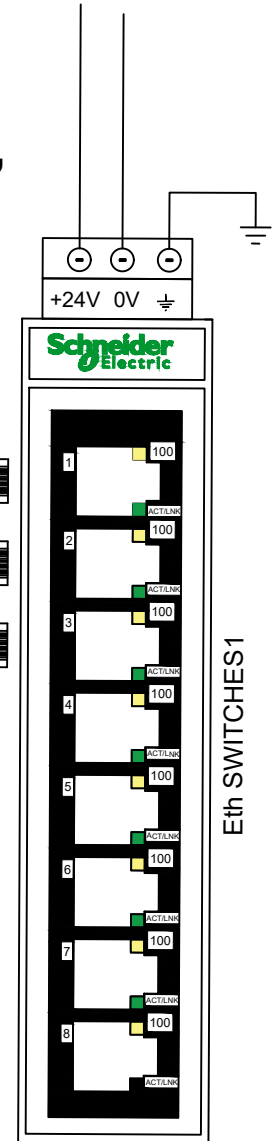 +24V 0V
Schneider
Electric
1 100
ACT/LNK
2 100
ACT/LNK
3 100
ACT/LNK
4 100
ACT/LNK
5 100
ACT/LNK
6 100
ACT/LNK
7 100
ACT/LNK
8 100
ACT/LNK
Eth SWITCHES1